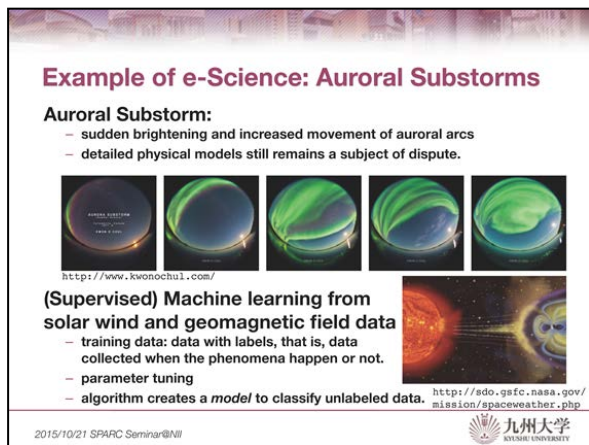 Example of e-Science: Auroral Substorms
Auroral Substorm:
– sudden brightening and increased movement of auroral arcs
– detailed physical models still remains a subject of dispute.
AURORA SUBSTORM
http://www.kwonochul.com/
(Supervised) Machine learning from
solar wind and geomagnetic field data
– training data: data with labels, that is, data
collected when the phenomena happen or not.
– parameter tuning
– algorithm creates a model to classify unlabeled data.
http://sdo.gsfc.nasa.gov/
mission/spaceweather.php
2015/10/21 SPARC Seminar@NII
九州大学
KYUSHU UNIVERSITY